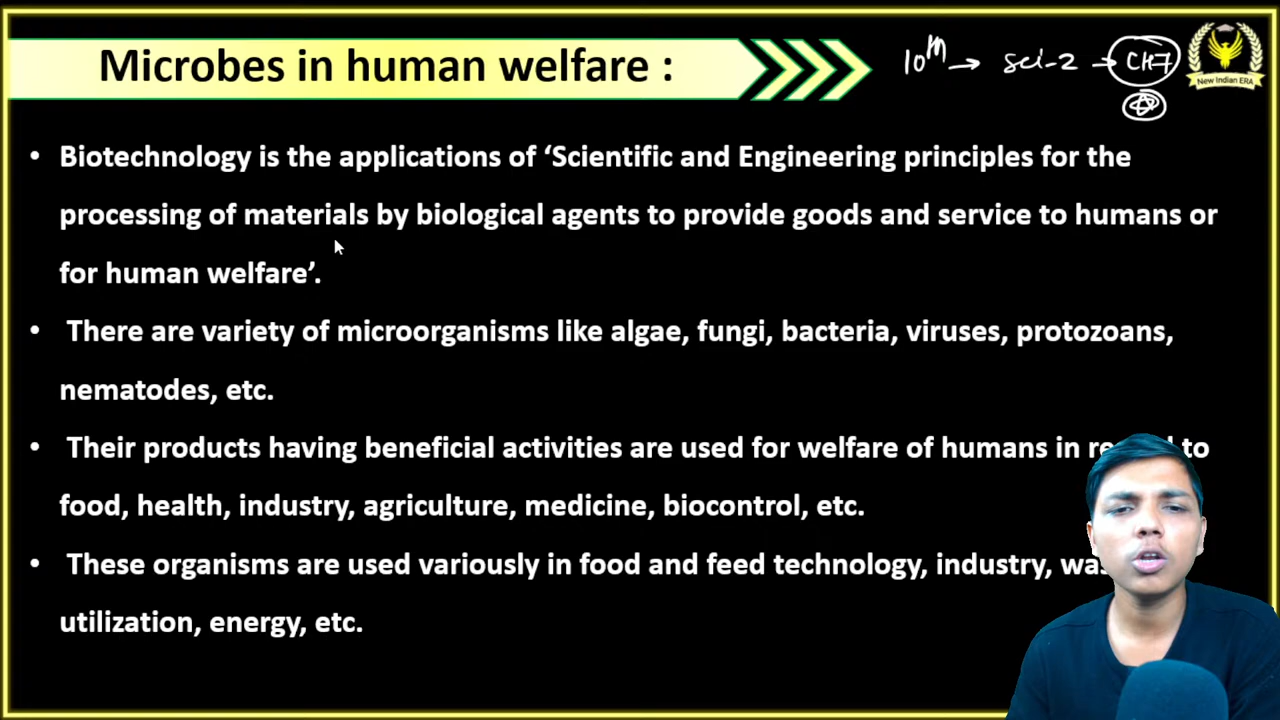 Microbes in human welfare :
10th → sci-2 → CH-7
New Indian ERA
• Biotechnology is the applications of ‘Scientific and Engineering principles for the
processing of materials by biological agents to provide goods and service to humans or
for human welfare’.
• There are variety of microorganisms like algae, fungi, bacteria, viruses, protozoans,
nematodes, etc.
• Their products having beneficial activities are used for welfare of humans in to
food, health, industry, agriculture, medicine, biocontrol, etc.
• These organisms are used variously in food and feed technology, industry,
utilization, energy, etc.